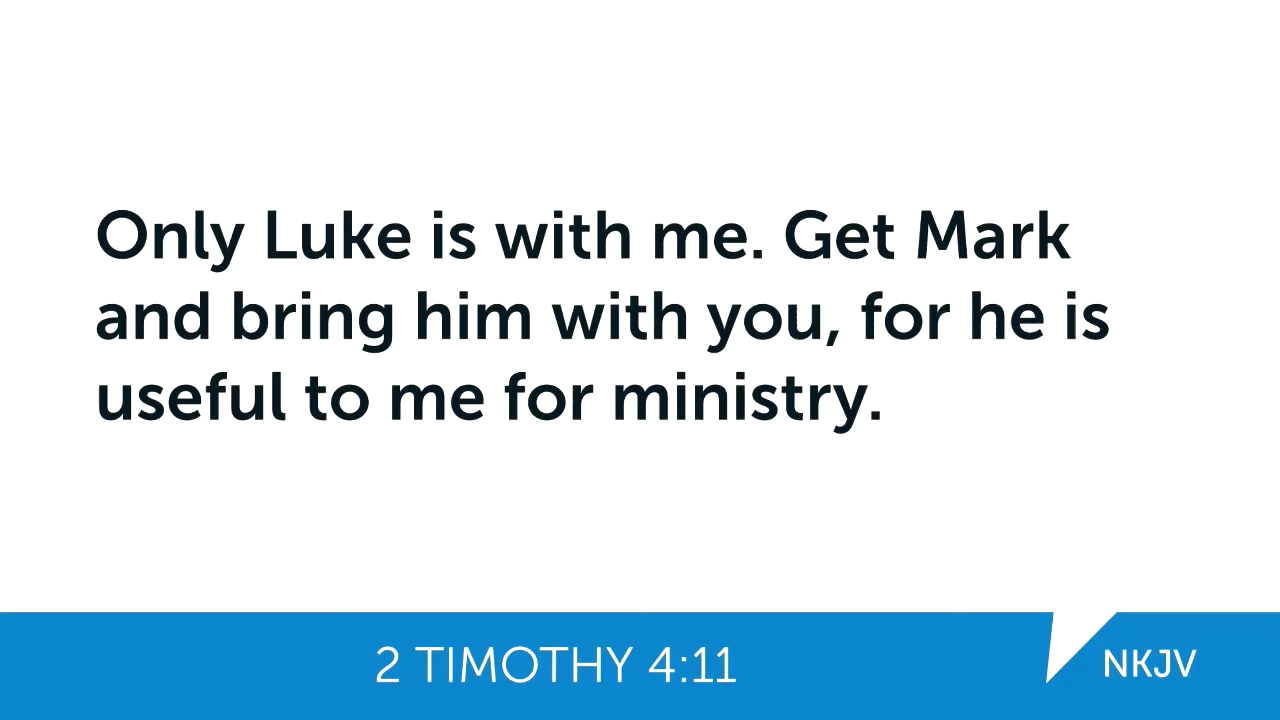 Only Luke is with me. Get Mark
and bring him with you, for he is
useful to me for ministry.
2 TIMOTHY 4:11
NKJV